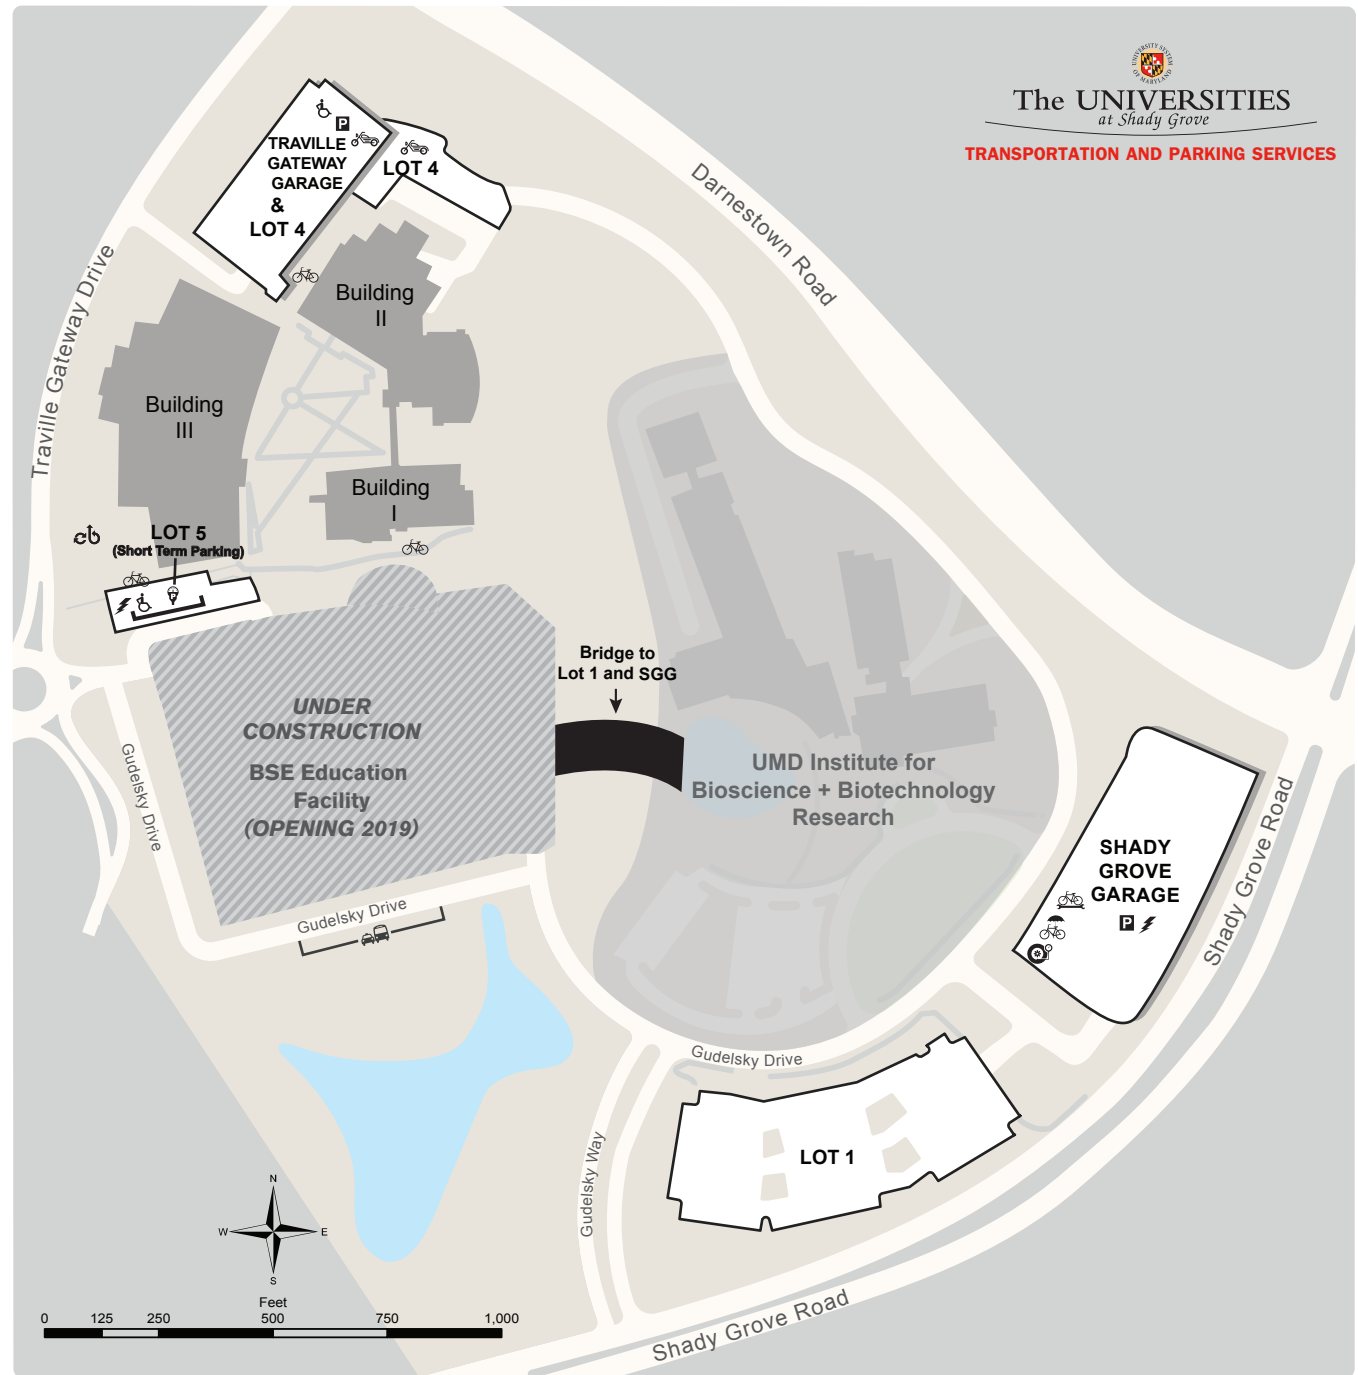 UNIVERSITY SYSTEM
OF MARYLAND
The UNIVERSITIES
at Shady Grove
TRANSPORTATION AND PARKING SERVICES
P
TRAVILLE
GATEWAY
GARAGE
&
LOT 4
LOT 4
Darnestown Road
Traville Gateway Drive
Building
II
Building
III
Building
I
LOT 5
(Short Term Parking)
Bridge to
Lot 1 and SGG
UNDER
CONSTRUCTION
BSE Education
Facility
(OPENING 2019)
UMD Institute for
Bioscience + Biotechnology
Research
Gudelsky Drive
SHADY
GROVE
GARAGE
P
Shady Grove Road
Gudelsky Drive
Gudelsky Drive
Gudelsky Way
LOT 1
N
W E
S
Feet
0 125 250 500 750 1,000
Shady Grove Road